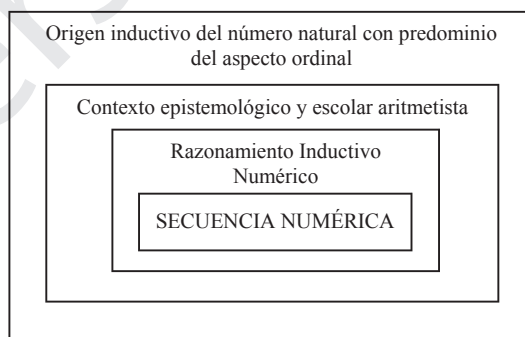 Origen inductivo del número natural con predominio
del aspecto ordinal
Contexto epistemológico y escolar aritmetista
Razonamiento Inductivo
Numérico
SECUENCIA NUMÉRICA